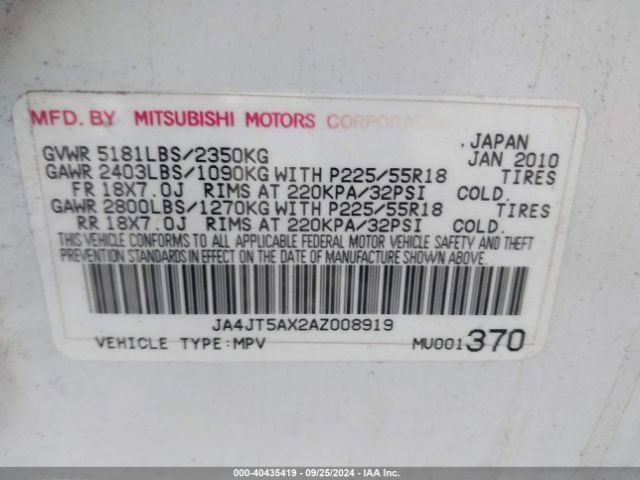 MFD. BY MITSUBISHI MOTORS CORPORATION, JAPAN
GVWR 5181LBS/2350KG JAN 2010
GAWR 2403LBS/1090KG WITH P225/55R18 TIRES
FR 18X7.0J RIMS AT 220KPA/32PSI COLD.
GAWR 2800LBS/1270KG WITH P225/55R18 TIRES
RR 18X7.0J RIMS AT 220KPA/32PSI COLD.
THIS VEHICLE CONFORMS TO ALL APPLICABLE FEDERAL MOTOR VEHICLE SAFETY AND THEFT
PREVENTION STANDARDS IN EFFECT ON THE DATE OF MANUFACTURE SHOWN ABOVE.
JA4JT5AX2AZ008919
VEHICLE TYPE:MPV MU001370
000-40435419 - 09/25/2024 - IAA Inc.